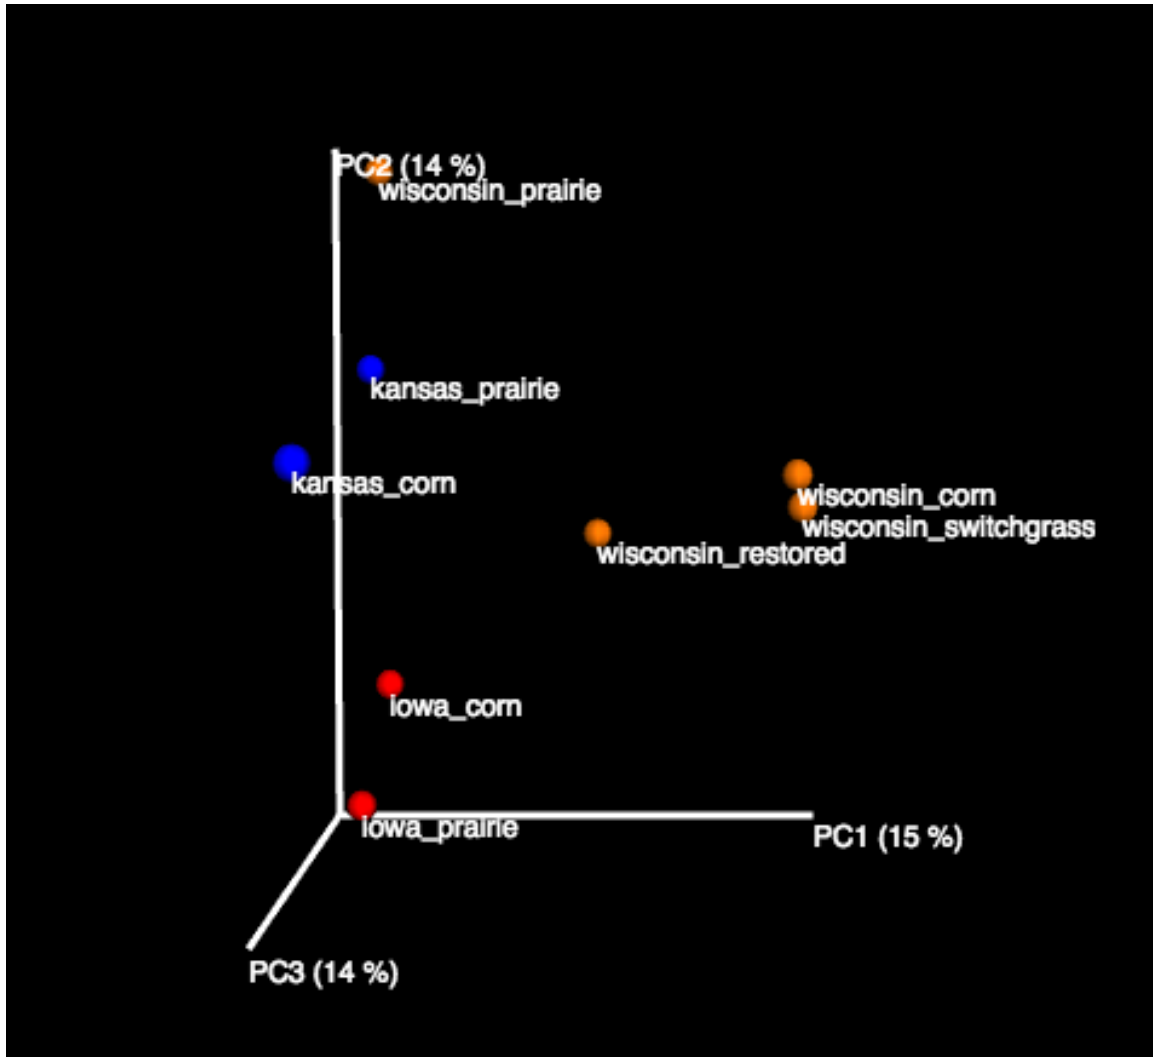 PC2 (14 %)
wisconsin_prairie
kansas_prairie
kansas_corn
wisconsin_corn
wisconsin_switchgrass
wisconsin_restored
iowa_corn
iowa_prairie
PC1 (15 %)
PC3 (14 %)